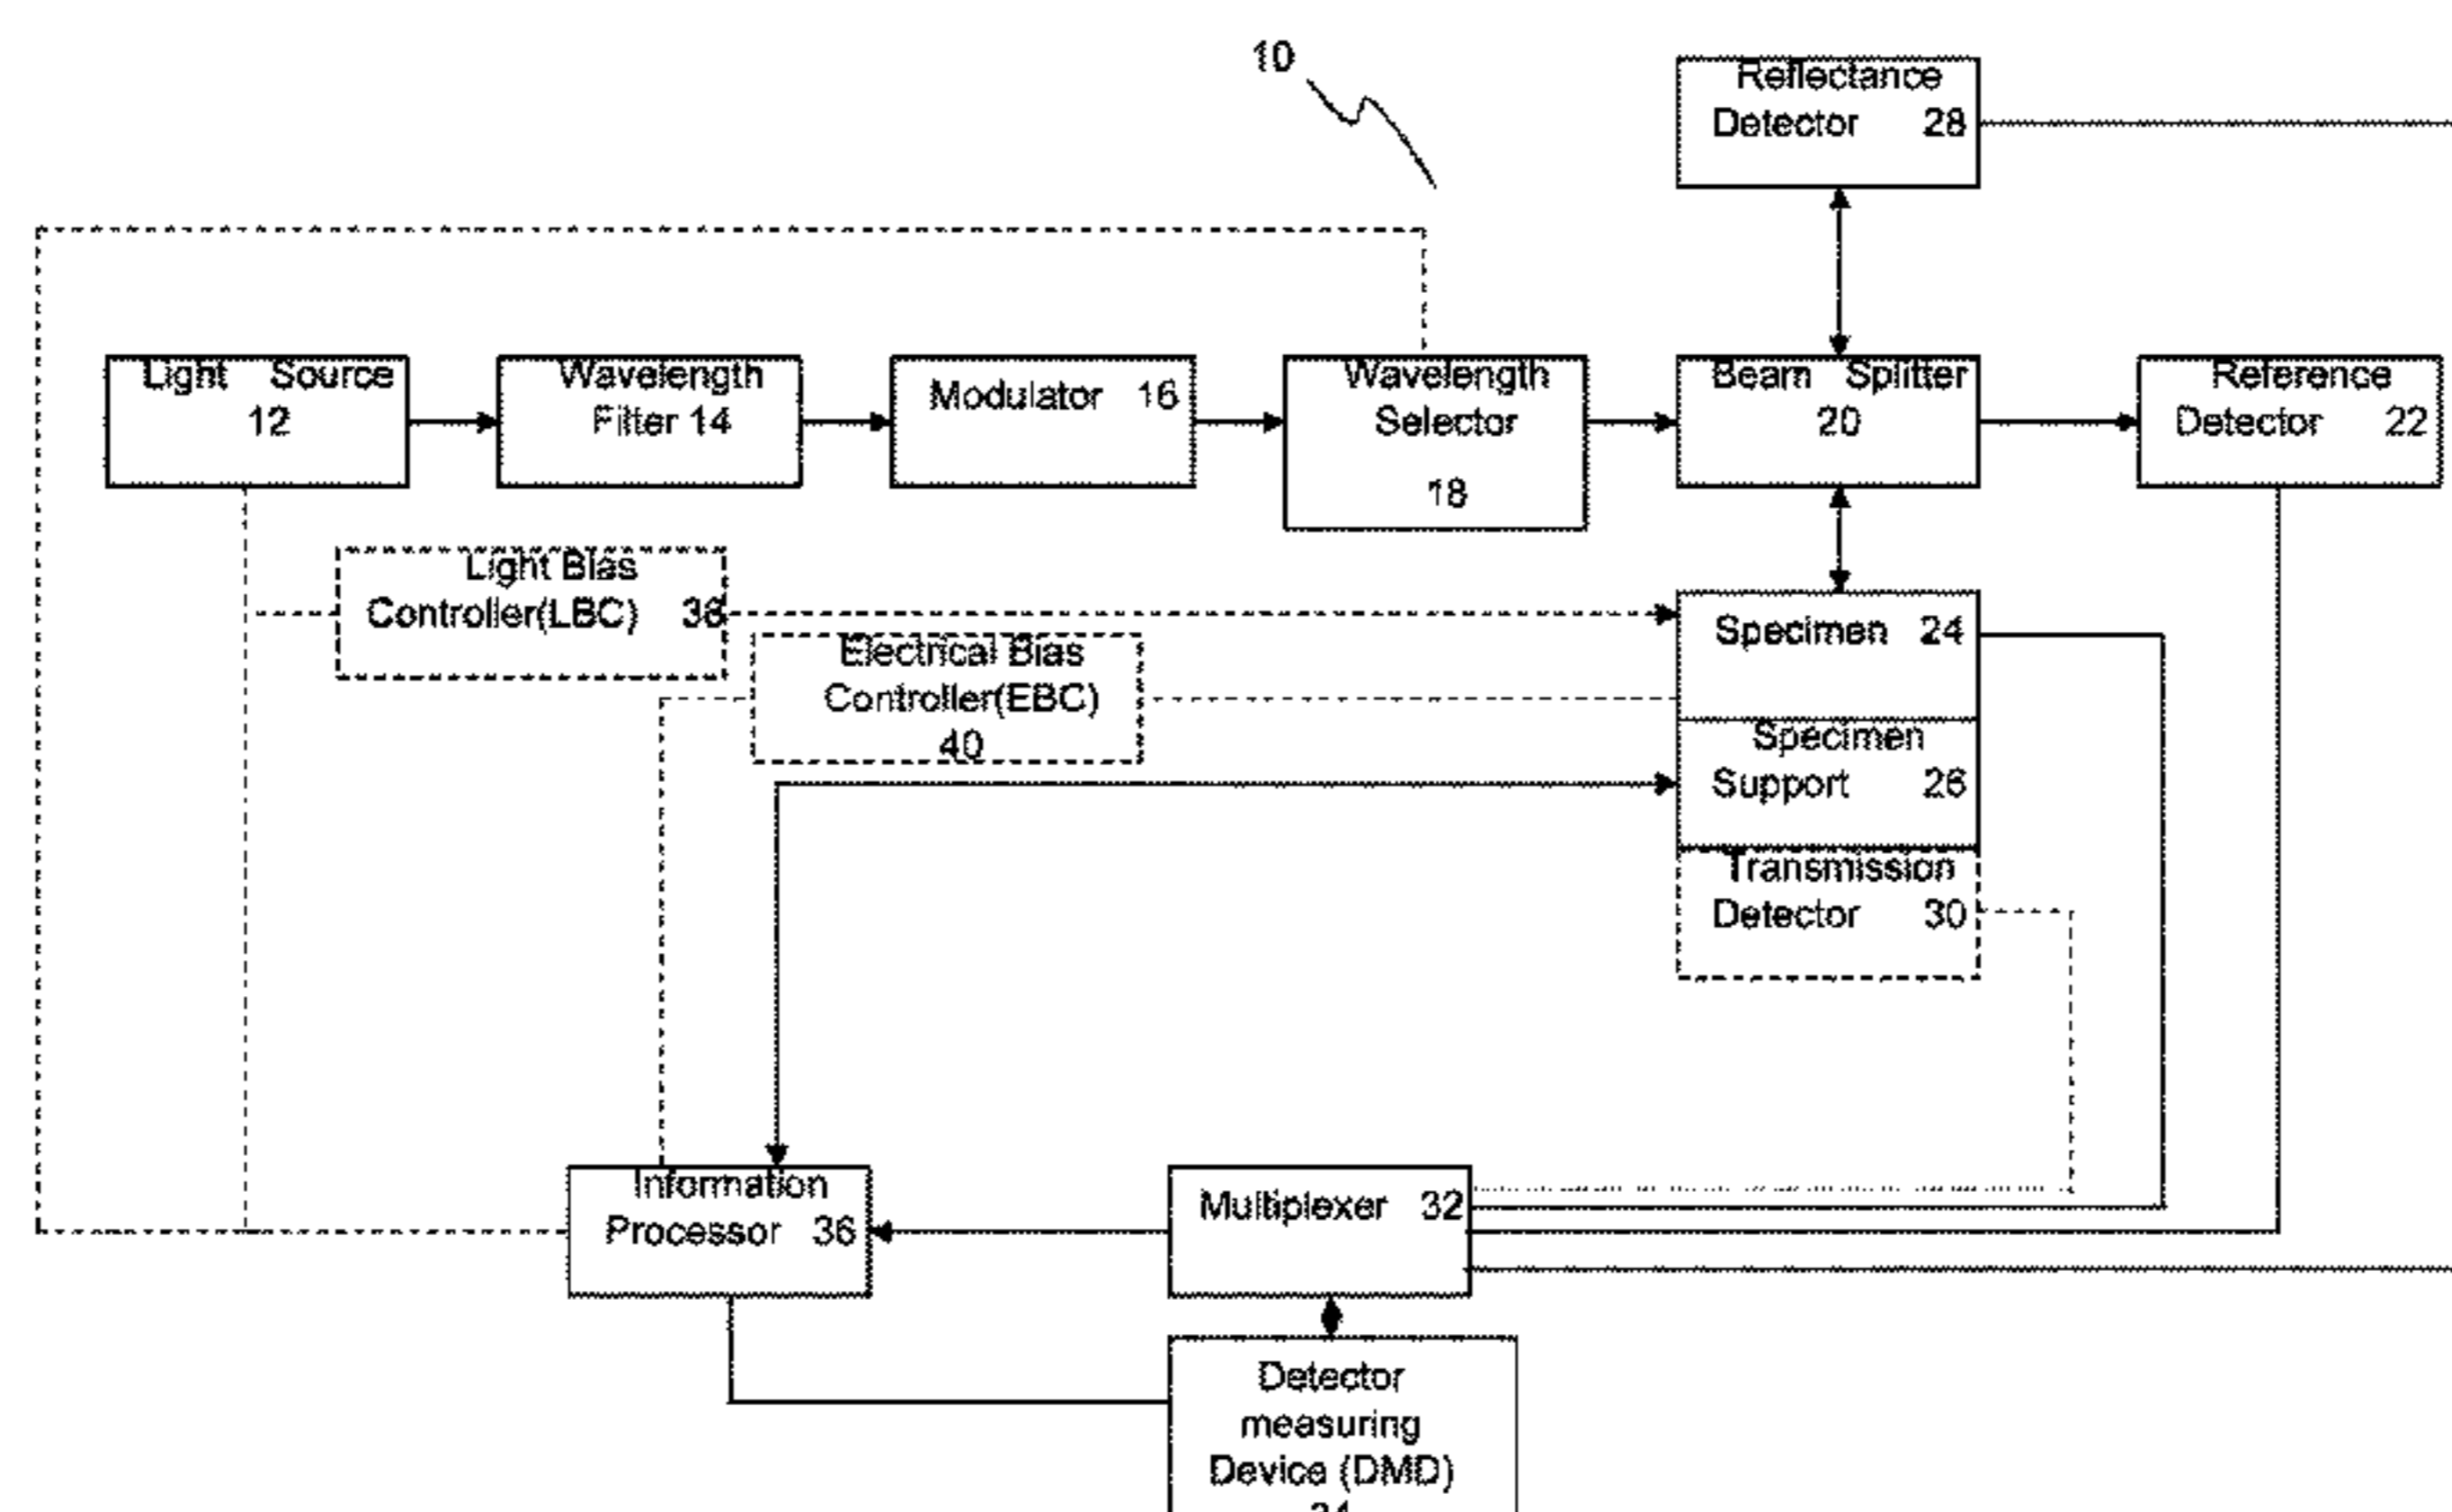 10
Reflectance
Detector 28
Light Source
12
Wavelength
Filter 14
Modulator 16
Wavelength
Selector
18
Beam Splitter
20
Reference
Detector 22
Light Bias
Controller(LBC) 36
Electrical Bias
Controller(EBC)
40
Specimen 24
Specimen
Support 26
Transmission
Detector 30
Information
Processor 36
Multiplexer 32
Detector
measuring
Device (DMD)